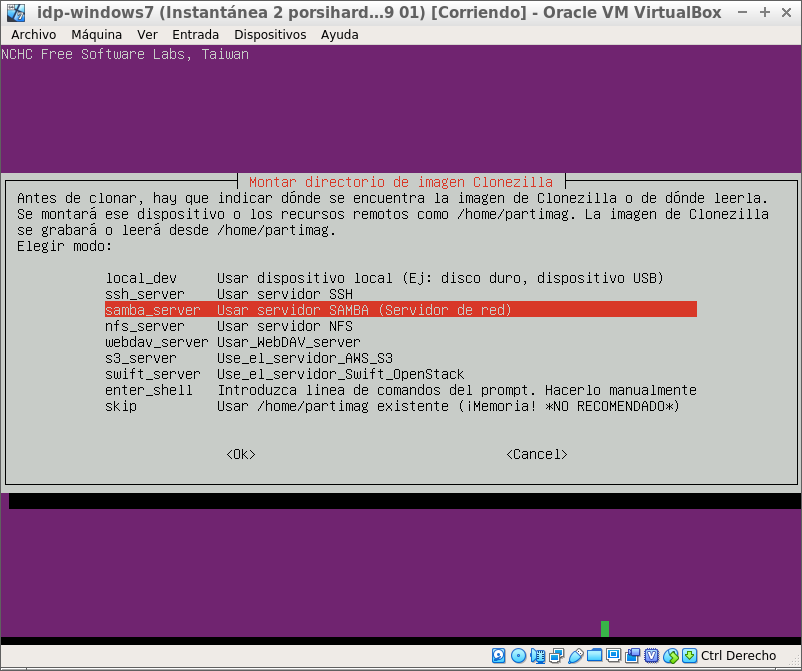 idp-windows7 (Instantánea 2 porsihard...9 01) [Corriendo] - Oracle VM VirtualBox
Archivo Máquina Ver Entrada Dispositivos Ayuda
NCHC Free Software Labs, Taiwan
Montar directorio de imagen Clonezilla
Antes de clonar, hay que indicar dónde se encuentra la imagen de Clonezilla o de dónde leerla.
Se montará ese dispositivo o los recursos remotos como /home/partimag. La imagen de Clonezilla
se grabará o leerá desde /home/partimag.
Elegir modo:
local_dev Usar dispositivo local (Ej: disco duro, dispositivo USB)
ssh_server Usar servidor SSH
samba_server Usar servidor SAMBA (Servidor de red)
nfs_server Usar servidor NFS
webdav_server Usar_WebDAV_server
s3_server Use_el_servidor_AWS_S3
swift_server Use_el_servidor_Swift_OpenStack
enter_shell Introduzca linea de comandos del prompt. Hacerlo manualmente
skip Usar /home/partimag existente (¡Memoria! *NO RECOMENDADO*)
<Ok> <Cancel>
Ctrl Derecho